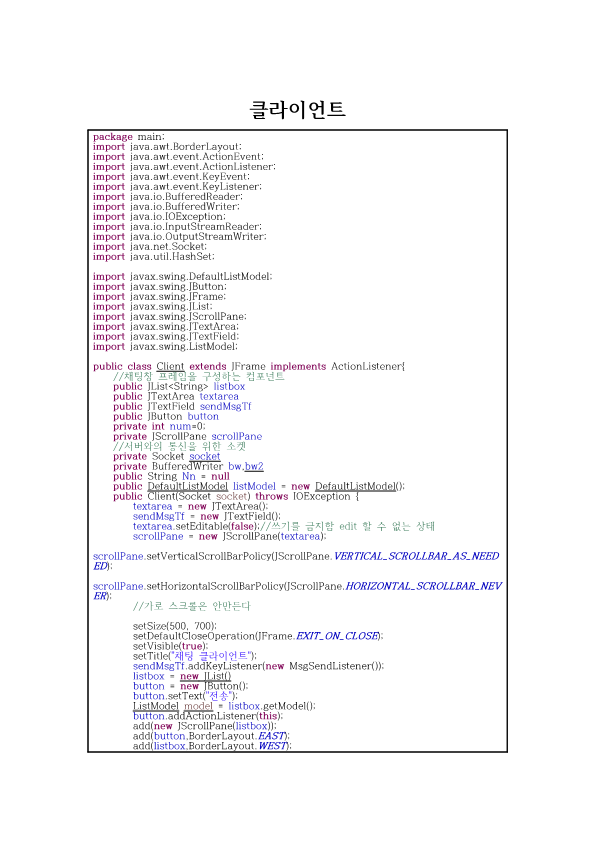 클라이언트
package main;
import java.awt.BorderLayout;
import java.awt.event.ActionEvent;
import java.awt.event.ActionListener;
import java.awt.event.KeyEvent;
import java.awt.event.KeyListener;
import java.io.BufferedReader;
import java.io.BufferedWriter;
import java.io.IOException;
import java.io.InputStreamReader;
import java.io.OutputStreamWriter;
import java.net.Socket;
import java.util.HashSet;
import javax.swing.DefaultListModel;
import javax.swing.JButton;
import javax.swing.JFrame;
import javax.swing.JList;
import javax.swing.JScrollPane;
import javax.swing.JTextArea;
import javax.swing.JTextField;
import javax.swing.ListModel;
public class Client extends JFrame implements ActionListener{
//채팅창 프레임을 구성하는 컴포넌트
public JList<String> listbox
public JTextArea textarea
public JTextField sendMsgTf
public JButton button
private int num=0;
private JScrollPane scrollPane
//서버와의 통신을 위한 소켓
private Socket socket
private BufferedWriter bw,bw2
public String Nn = null
public DefaultListModel listModel = new DefaultListModel();
public Client(Socket socket) throws IOException {
textarea = new JTextArea();
sendMsgTf = new JTextField();
textarea.setEditable(false);//쓰기를 금지함 edit 할 수 없는 상태
scrollPane = new JScrollPane(textarea);
scrollPane.setVerticalScrollBarPolicy(JScrollPane.VERTICAL_SCROLLBAR_AS_NEED
ED);
scrollPane.setHorizontalScrollBarPolicy(JScrollPane.HORIZONTAL_SCROLLBAR_NEV
ER);
//가로 스크롤은 안만든다
setSize(500, 700);
setDefaultCloseOperation(JFrame.EXIT_ON_CLOSE);
setVisible(true);
setTitle("채팅 클라이언트");
sendMsgTf.addKeyListener(new MsgSendListener());
listbox = new JList()
button = new JButton();
button.setText("전송");
ListModel model = listbox.getModel();
button.addActionListener(this);
add(new JScrollPane(listbox));
add(button,BorderLayout.EAST);
add(listbox,BorderLayout.WEST);